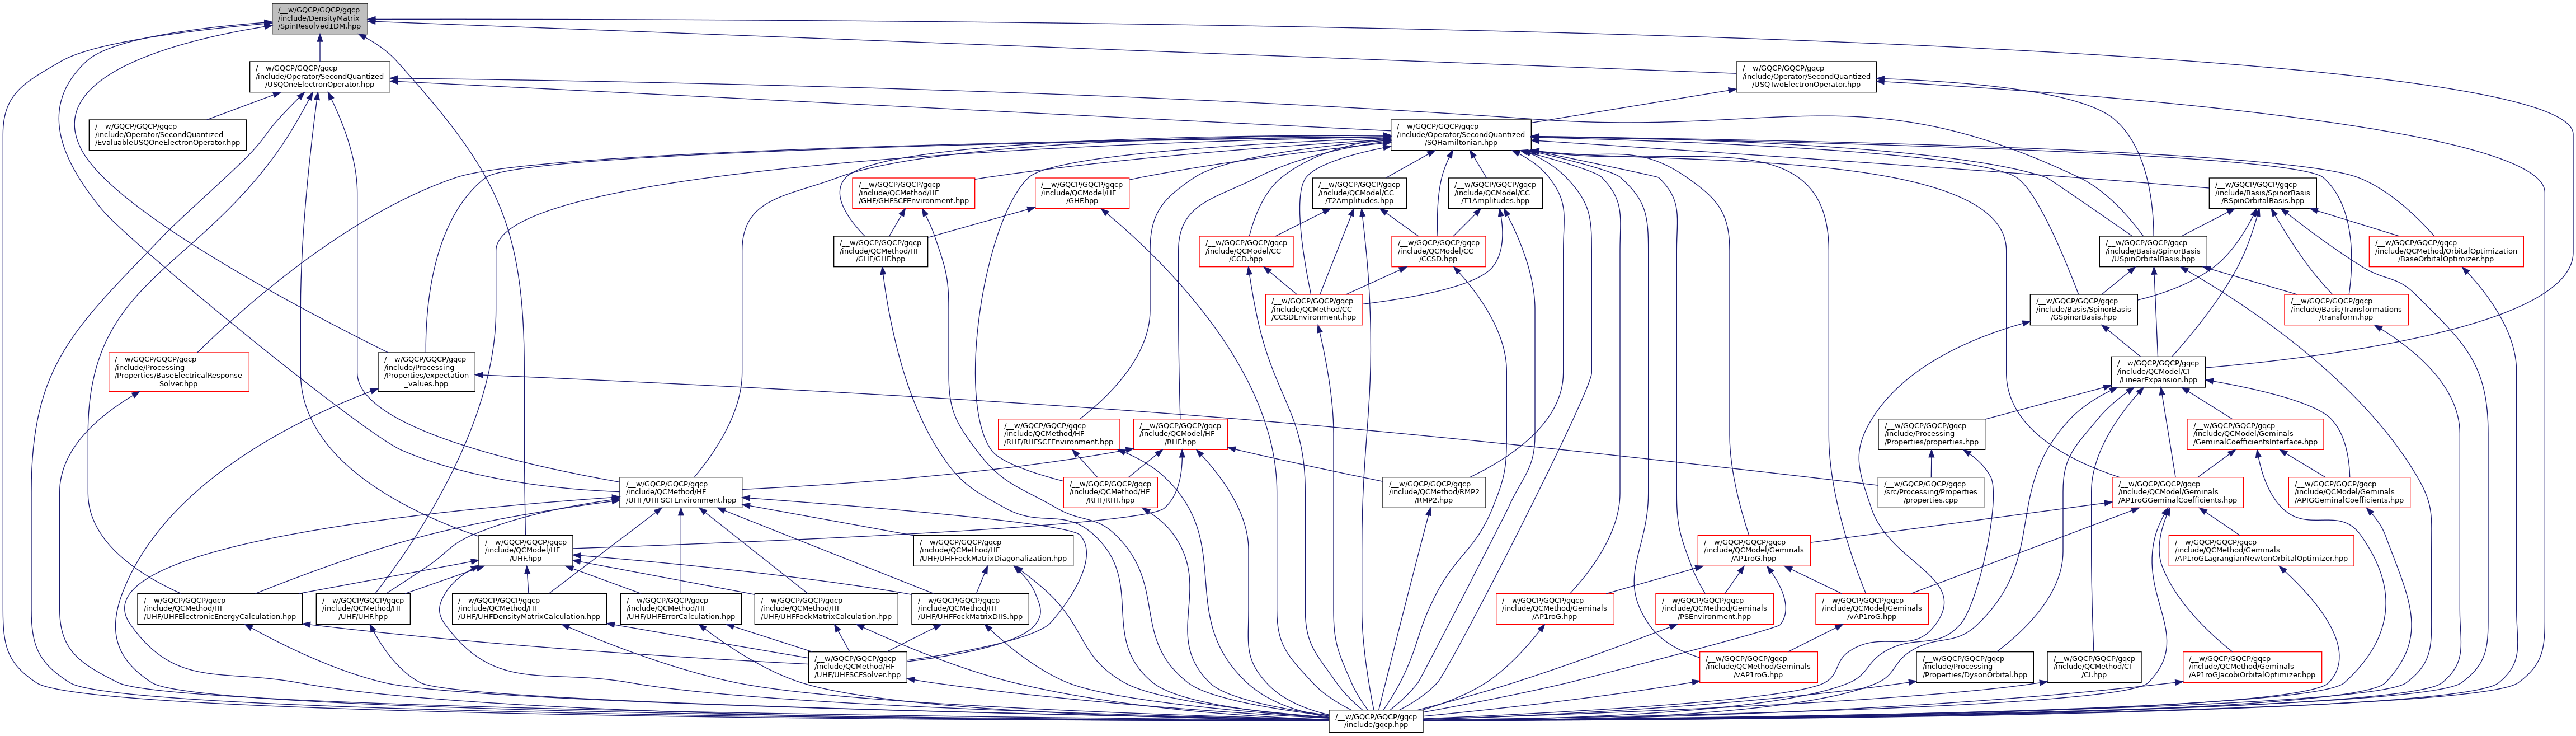 /__w/GQCP/GQCP/gqcp
/include/DensityMatrix
/SpinResolved1DM.hpp
/__w/GQCP/GQCP/gqcp
/include/Operator/SecondQuantized
/USQOneElectronOperator.hpp
/__w/GQCP/GQCP/gqcp
/include/Operator/SecondQuantized
/USQTwoElectronOperator.hpp
/__w/GQCP/GQCP/gqcp
/include/Operator/SecondQuantized
/EvaluableUSQOneElectronOperator.hpp
/__w/GQCP/GQCP/gqcp
/include/Operator/SecondQuantized
/SQHamiltonian.hpp
/__w/GQCP/GQCP/gqcp
/include/QCMethod/HF
/GHF/GHFSCFEnvironment.hpp
/__w/GQCP/GQCP/gqcp
/include/QCModel/HF
/GHF.hpp
/__w/GQCP/GQCP/gqcp
/include/QCModel/CC
/T2Amplitudes.hpp
/__w/GQCP/GQCP/gqcp
/include/QCModel/CC
/T1Amplitudes.hpp
/__w/GQCP/GQCP/gqcp
/include/Basis/SpinorBasis
/RSpinOrbitalBasis.hpp
/__w/GQCP/GQCP/gqcp
/include/QCMethod/HF
/GHF/GHF.hpp
/__w/GQCP/GQCP/gqcp
/include/QCModel/CC
/CCD.hpp
/__w/GQCP/GQCP/gqcp
/include/QCModel/CC
/CCSD.hpp
/__w/GQCP/GQCP/gqcp
/include/Basis/SpinorBasis
/USpinOrbitalBasis.hpp
/__w/GQCP/GQCP/gqcp
/include/QCMethod/OrbitalOptimization
/BaseOrbitalOptimizer.hpp
/__w/GQCP/GQCP/gqcp
/include/QCMethod/CC
/CCSDEnvironment.hpp
/__w/GQCP/GQCP/gqcp
/include/Basis/SpinorBasis
/GSpinorBasis.hpp
/__w/GQCP/GQCP/gqcp
/include/Basis/Transformations
/transform.hpp
/__w/GQCP/GQCP/gqcp
/include/Processing
/Properties/BaseElectricalResponse
Solver.hpp
/__w/GQCP/GQCP/gqcp
/include/Processing
/Properties/expectation
_values.hpp
/__w/GQCP/GQCP/gqcp
/include/QCModel/CI
/LinearExpansion.hpp
/__w/GQCP/GQCP/gqcp
/include/QCMethod/HF
/RHF/RHFSCFEnvironment.hpp
/__w/GQCP/GQCP/gqcp
/include/QCModel/HF
/RHF.hpp
/__w/GQCP/GQCP/gqcp
/include/Processing
/Properties/properties.hpp
/__w/GQCP/GQCP/gqcp
/include/QCModel/Geminals
/GeminalCoefficientsInterface.hpp
/__w/GQCP/GQCP/gqcp
/include/QCMethod/HF
/UHF/UHFSCFEnvironment.hpp
/__w/GQCP/GQCP/gqcp
/include/QCMethod/HF
/RHF/RHF.hpp
/__w/GQCP/GQCP/gqcp
/include/QCMethod/RMP2
/RMP2.hpp
/__w/GQCP/GQCP/gqcp
/src/Processing/Properties
/properties.cpp
/__w/GQCP/GQCP/gqcp
/include/QCModel/Geminals
/AP1roGGeminalCoefficients.hpp
/__w/GQCP/GQCP/gqcp
/include/QCModel/Geminals
/APIGGeminalCoefficients.hpp
/__w/GQCP/GQCP/gqcp
/include/QCModel/HF
/UHF.hpp
/__w/GQCP/GQCP/gqcp
/include/QCMethod/HF
/UHF/UHFFockMatrixDiagonalization.hpp
/__w/GQCP/GQCP/gqcp
/include/QCModel/Geminals
/AP1roG.hpp
/__w/GQCP/GQCP/gqcp
/include/QCMethod/Geminals
/AP1roGLagrangianNewtonOrbitalOptimizer.hpp
/__w/GQCP/GQCP/gqcp
/include/QCMethod/HF
/UHF/UHFElectronicEnergyCalculation.hpp
/__w/GQCP/GQCP/gqcp
/include/QCMethod/HF
/UHF/UHF.hpp
/__w/GQCP/GQCP/gqcp
/include/QCMethod/HF
/UHF/UHFDensityMatrixCalculation.hpp
/__w/GQCP/GQCP/gqcp
/include/QCMethod/HF
/UHF/UHFErrorCalculation.hpp
/__w/GQCP/GQCP/gqcp
/include/QCMethod/HF
/UHF/UHFFockMatrixCalculation.hpp
/__w/GQCP/GQCP/gqcp
/include/QCMethod/HF
/UHF/UHFFockMatrixDIIS.hpp
/__w/GQCP/GQCP/gqcp
/include/QCMethod/Geminals
/AP1roG.hpp
/__w/GQCP/GQCP/gqcp
/include/QCMethod/Geminals
/PSEnvironment.hpp
/__w/GQCP/GQCP/gqcp
/include/QCModel/Geminals
/vAP1roG.hpp
/__w/GQCP/GQCP/gqcp
/include/QCMethod/HF
/UHF/UHFSCFSolver.hpp
/__w/GQCP/GQCP/gqcp
/include/QCMethod/Geminals
/vAP1roG.hpp
/__w/GQCP/GQCP/gqcp
/include/Processing
/Properties/DysonOrbital.hpp
/__w/GQCP/GQCP/gqcp
/include/QCMethod/CI
/CI.hpp
/__w/GQCP/GQCP/gqcp
/include/QCMethod/Geminals
/AP1roGJacobiOrbitalOptimizer.hpp
/__w/GQCP/GQCP/gqcp
/include/gqcp.hpp